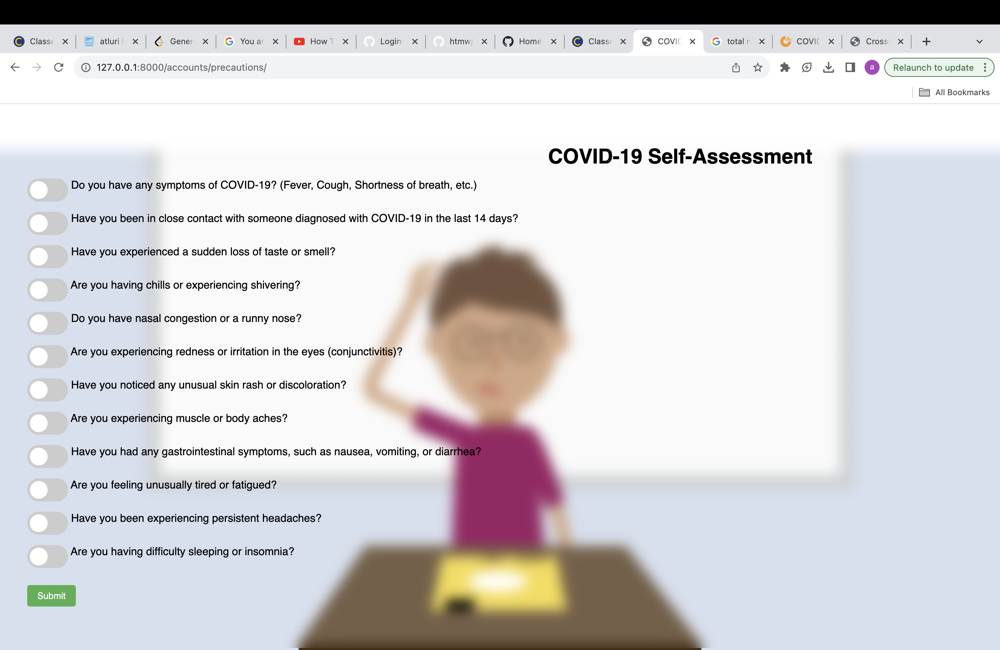 Classe
atluri h
Gener
You ar
How T
Login-
htmw/
Home
Classe
COVID
total n
COVID
Cross
127.0.0.1:8000/accounts/precautions/
a
Relaunch to update
All Bookmarks
COVID-19 Self-Assessment
Do you have any symptoms of COVID-19? (Fever, Cough, Shortness of breath, etc.)
Have you been in close contact with someone diagnosed with COVID-19 in the last 14 days?
Have you experienced a sudden loss of taste or smell?
Are you having chills or experiencing shivering?
Do you have nasal congestion or a runny nose?
Are you experiencing redness or irritation in the eyes (conjunctivitis)?
Have you noticed any unusual skin rash or discoloration?
Are you experiencing muscle or body aches?
Have you had any gastrointestinal symptoms, such as nausea, vomiting, or diarrhea?
Are you feeling unusually tired or fatigued?
Have you been experiencing persistent headaches?
Are you having difficulty sleeping or insomnia?
Submit